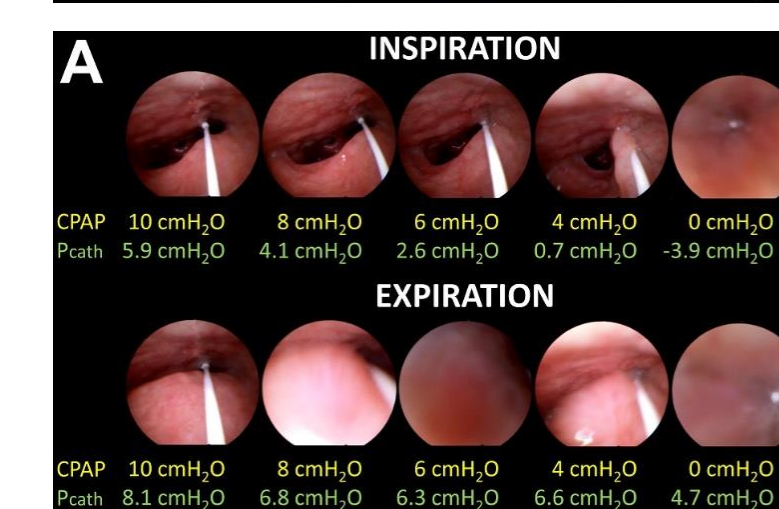 A
INSPIRATION
CPAP 10 cmH₂O 8 cmH₂O 6 cmH₂O 4 cmH₂O 0 cmH₂O
Pcath 5.9 cmH₂O 4.1 cmH₂O 2.6 cmH₂O 0.7 cmH₂O -3.9 cmH₂O
EXPIRATION
CPAP 10 cmH₂O 8 cmH₂O 6 cmH₂O 4 cmH₂O 0 cmH₂O
Pcath 8.1 cmH₂O 6.8 cmH₂O 6.3 cmH₂O 6.6 cmH₂O 4.7 cmH₂O